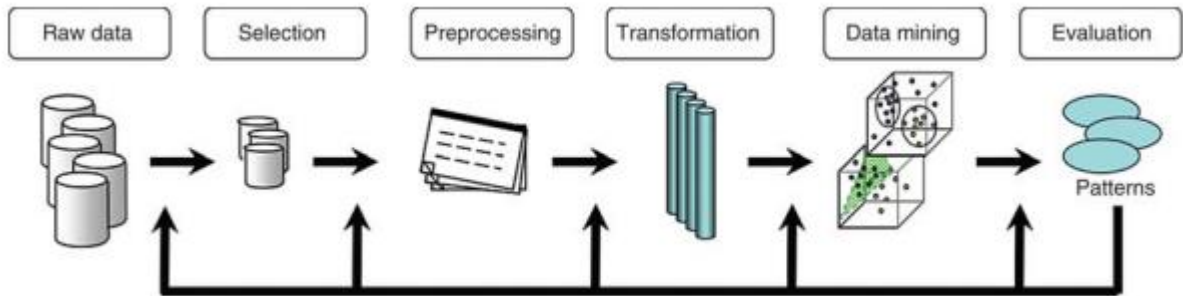 Raw data
Selection
Preprocessing
Transformation
Data mining
Evaluation
Patterns